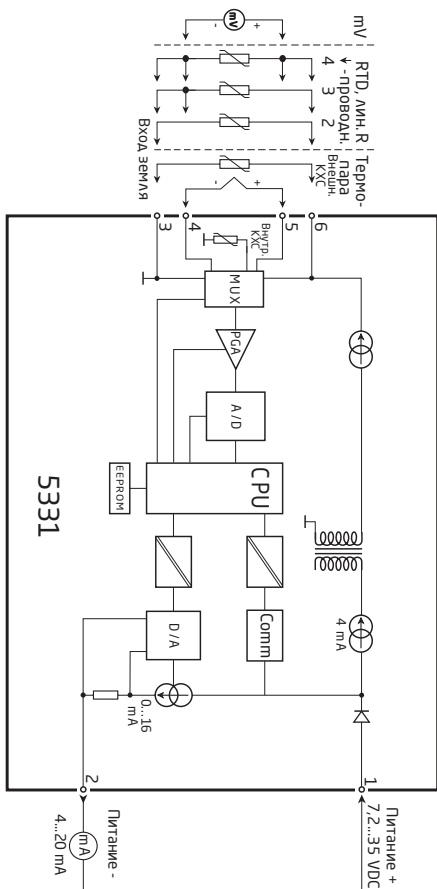 mV
mV
-
+
RTD, лин. R
-проводн.
4
3
2
Термо-
пара
Внешн.
КХС
Вход земля
-
+
3
4
5
6
Внутр.
КХС
MUX
PGA
A/D
CPU
EEPROM
5331
D/A
Comm
4 mA
0...16
mA
1
2
Питание +
7,2...35 VDC
Питание -
4...20 mA
mA